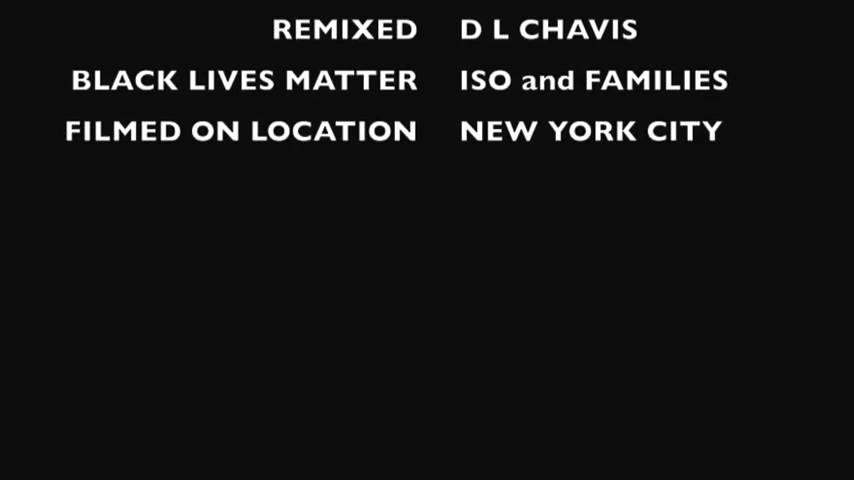 REMIXED D L CHAVIS
BLACK LIVES MATTER ISO and FAMILIES
FILMED ON LOCATION NEW YORK CITY